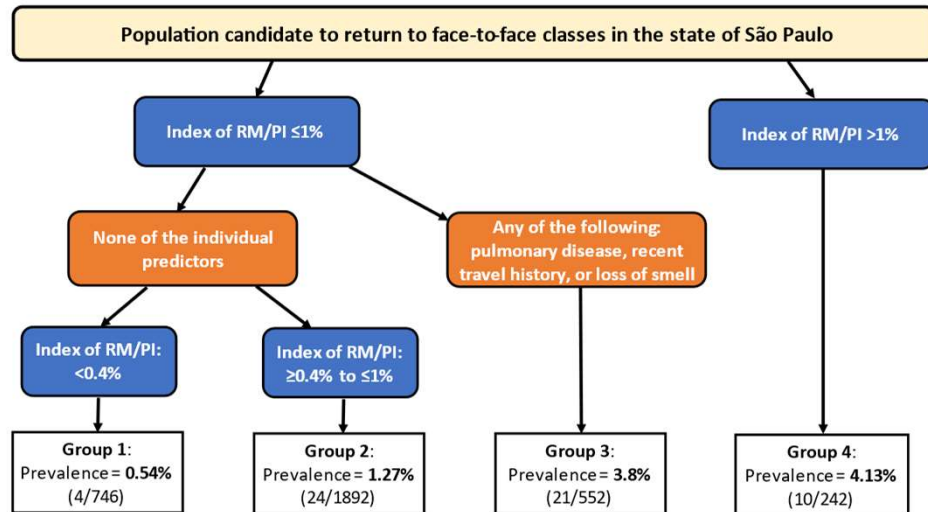 Population candidate to return to face-to-face classes in the state of São Paulo
Index of RM/PI ≤1%
Index of RM/PI >1%
None of the individual
predictors
Any of the following:
pulmonary disease, recent
travel history, or loss of smell
Index of RM/PI:
<0.4%
Index of RM/PI:
≥0.4% to ≤1%
Group 1:
Prevalence = 0.54%
(4/746)
Group 2:
Prevalence = 1.27%
(24/1892)
Group 3:
Prevalence = 3.8%
(21/552)
Group 4:
Prevalence = 4.13%
(10/242)